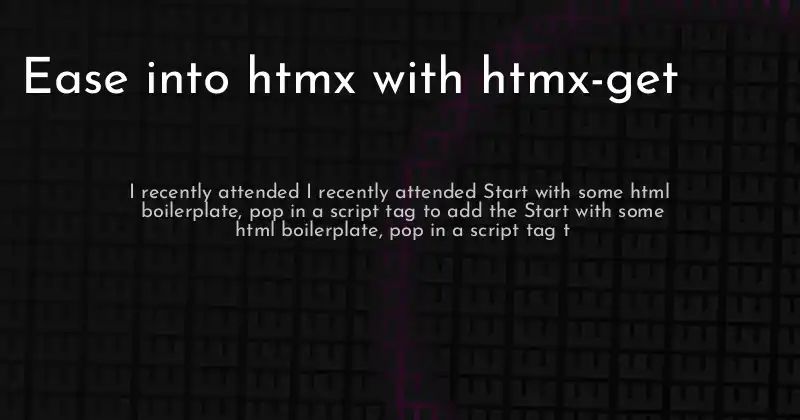 Ease into htmx with htmx-get
I recently attended I recently attended Start with some html
boilerplate, pop in a script tag to add the Start with some
html boilerplate, pop in a script tag t